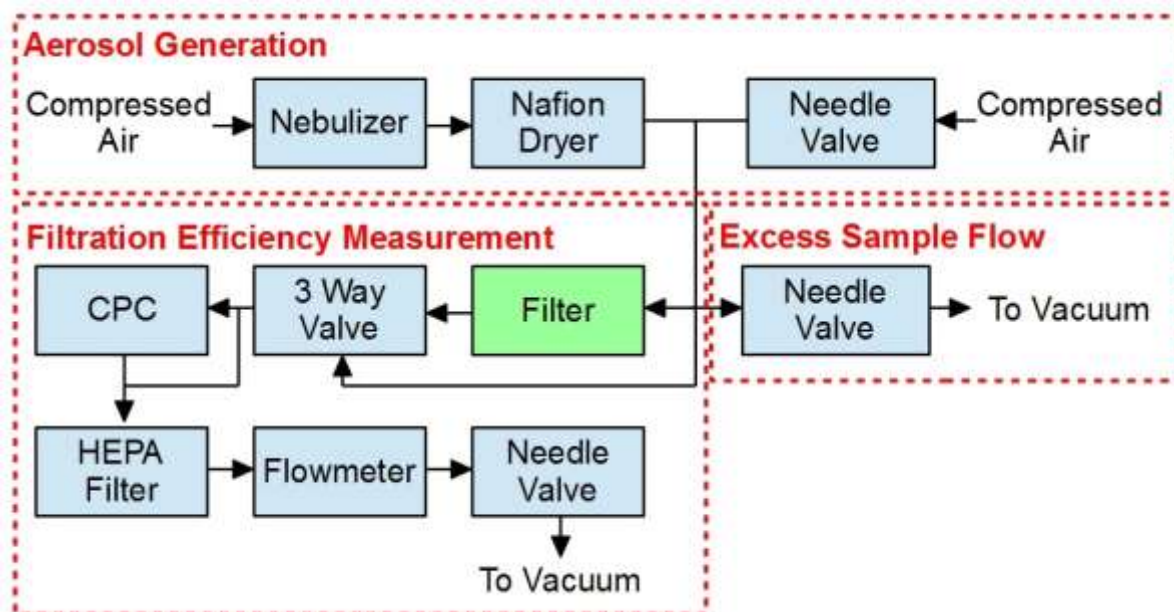 Aerosol Generation
Compressed
Air
Nebulizer
Nafion
Dryer
Needle
Valve
Compressed
Air
Filtration Efficiency Measurement
Excess Sample Flow
CPC
3 Way
Valve
Filter
Needle
Valve
To Vacuum
HEPA
Filter
Flowmeter
Needle
Valve
To Vacuum